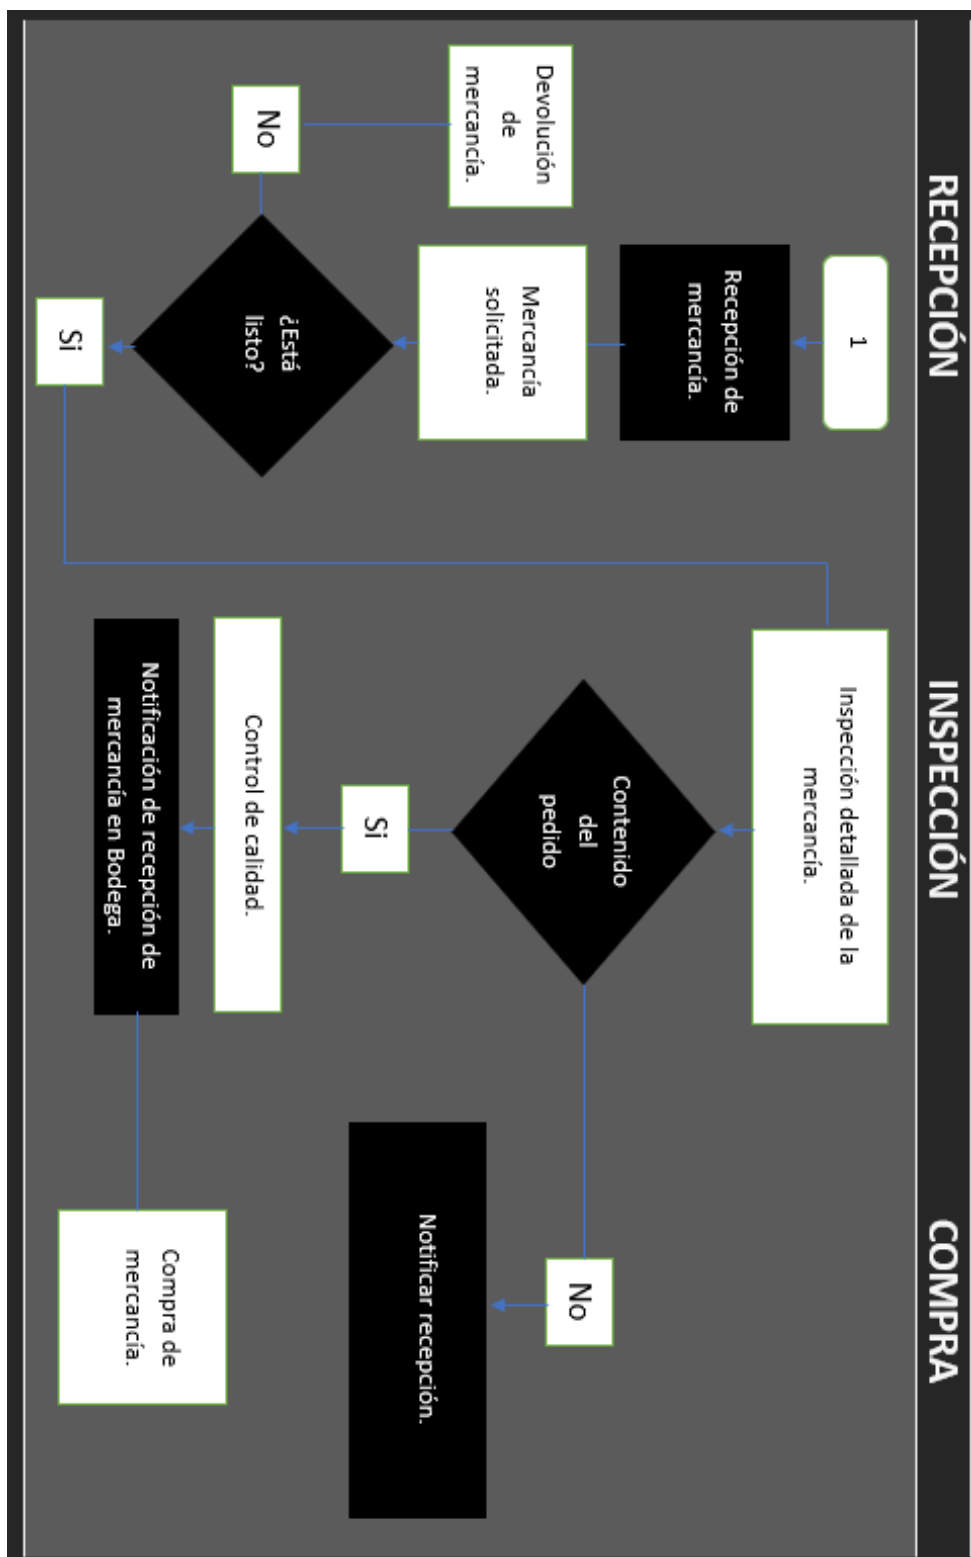 RECEPCIÓN
INSPECCIÓN
COMPRA
1
Recepción de
mercancía.
Mercancía
solicitada.
Devolución
de
mercancía.
¿Está
listo?
No
Si
Inspección detallada de la
mercancía.
Contenido
del
pedido
Si
Control de calidad.
Notificación de recepción de
mercancía en Bodega.
No
Notificar recepción.
Compra de
mercancía.